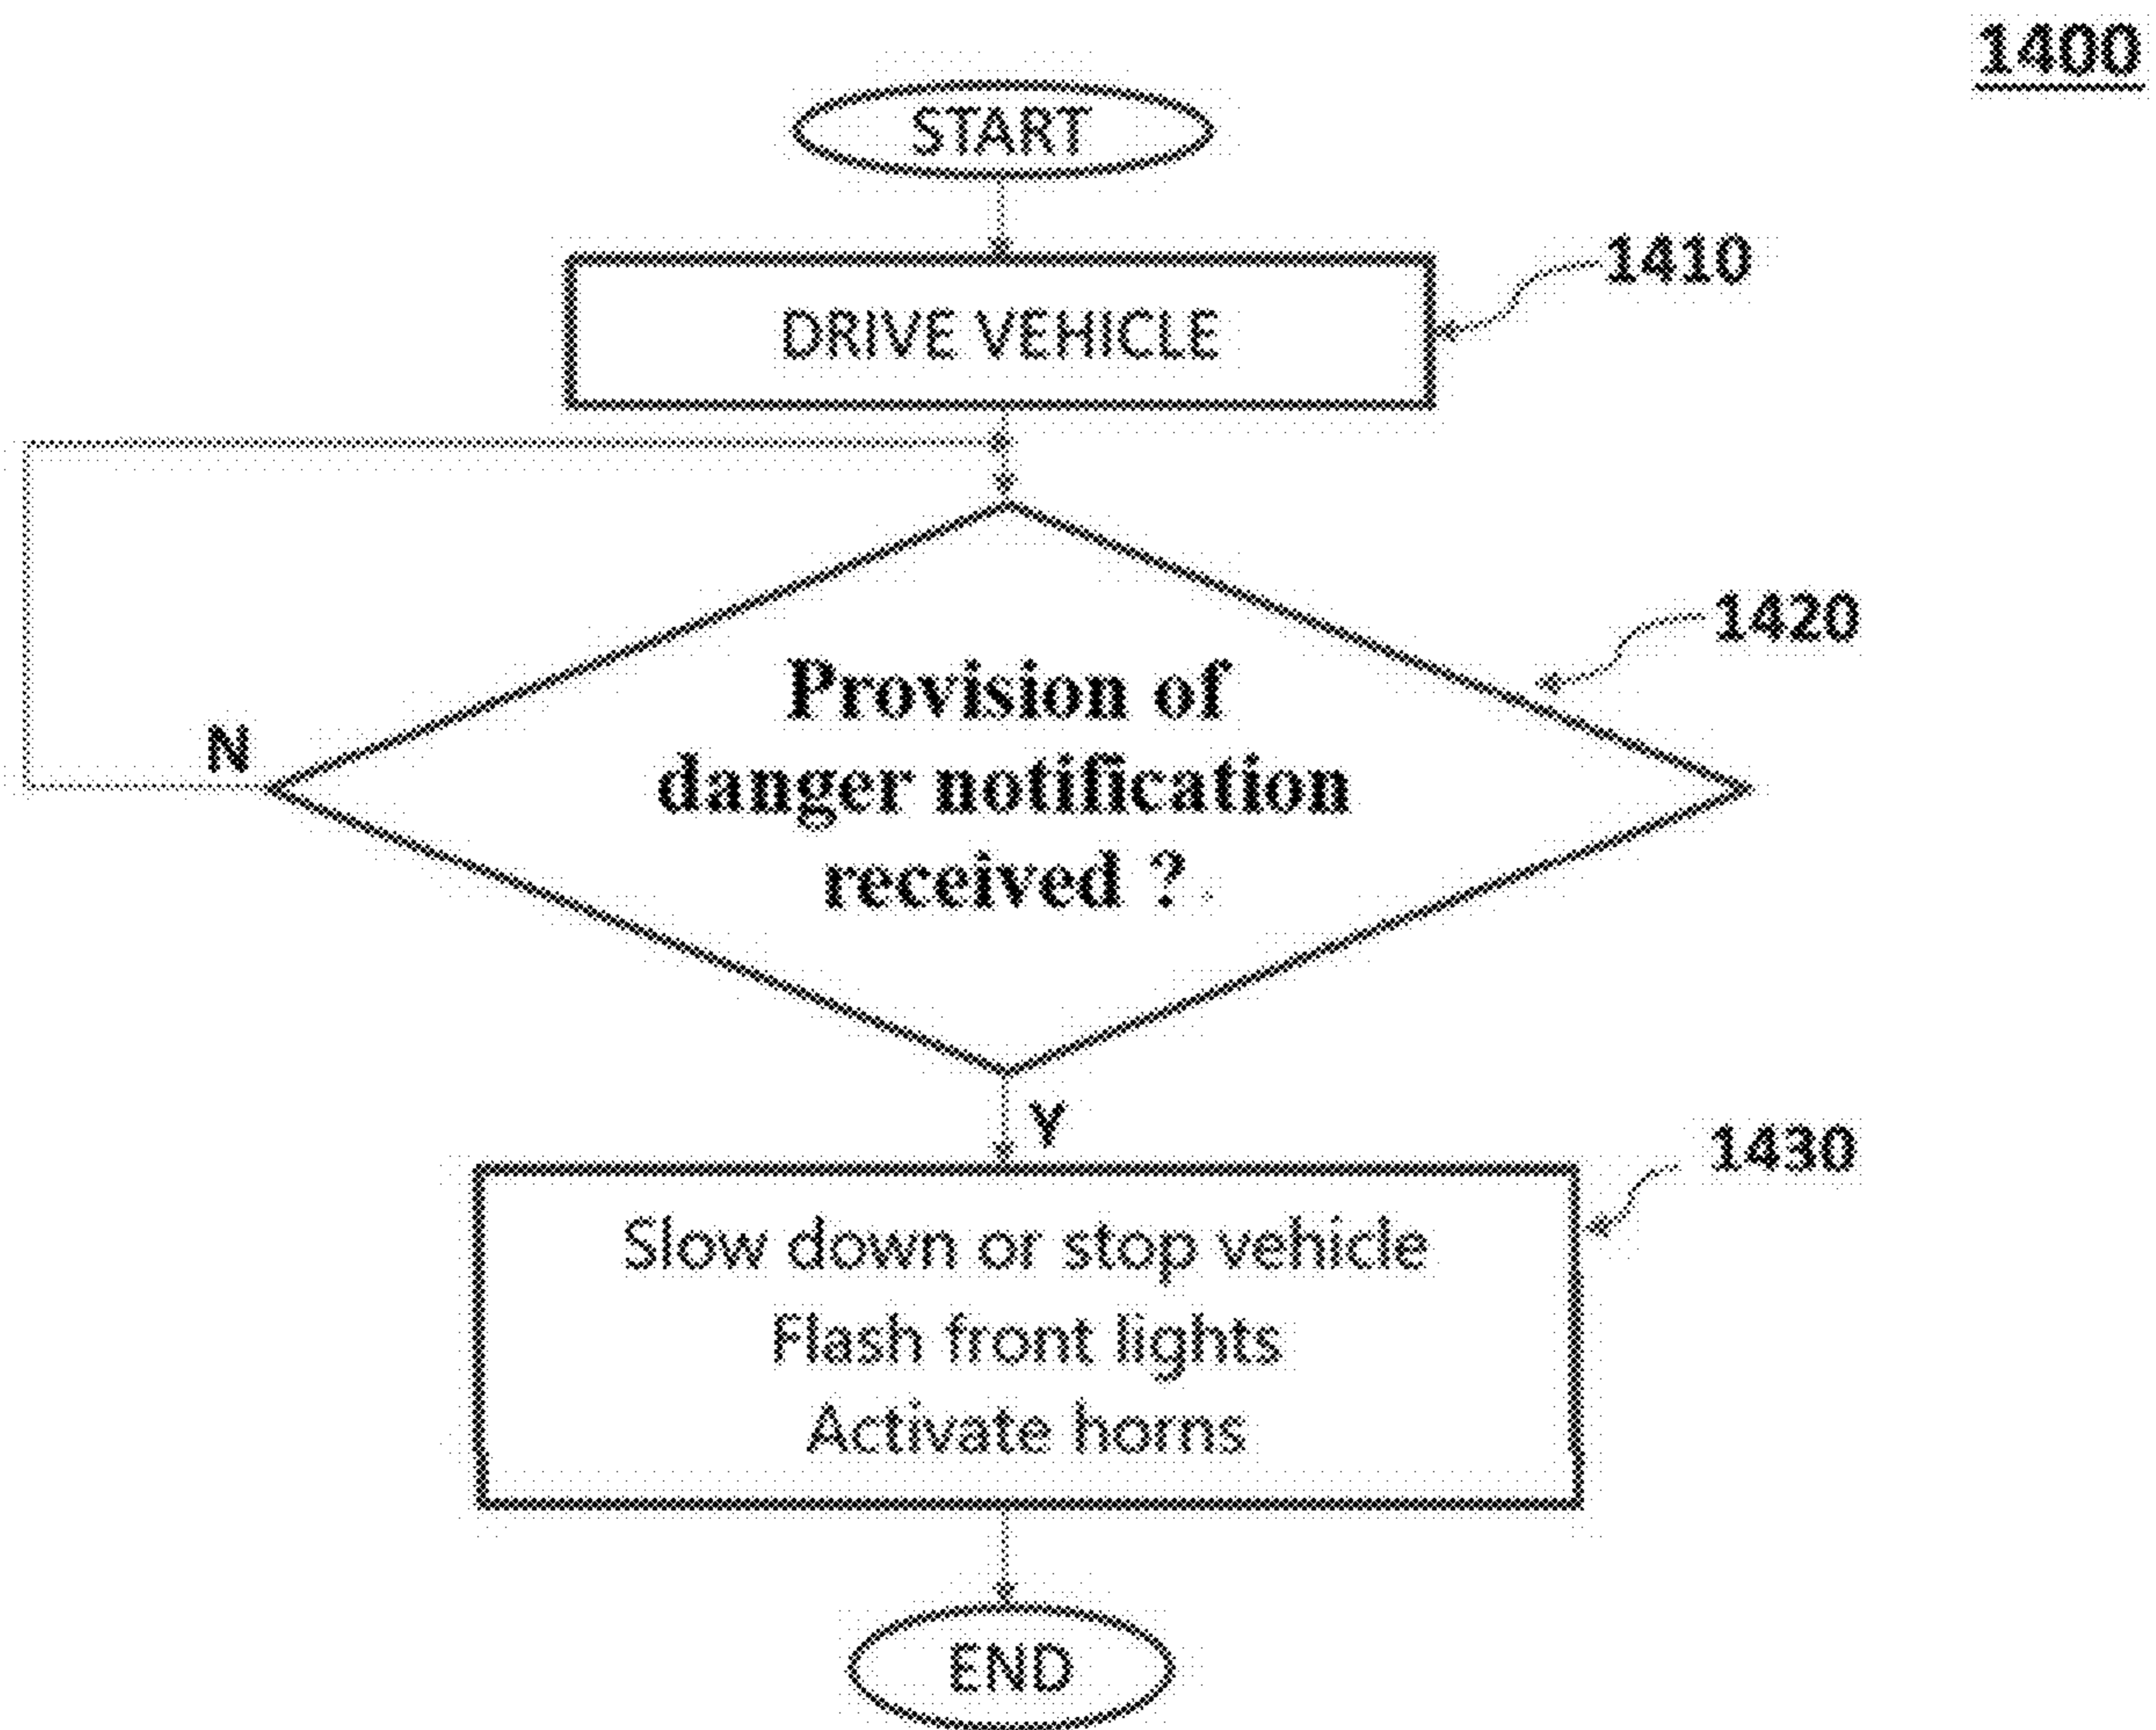 1400
START
1410
DRIVE VEHICLE
1420
Provision of
N
danger notification
received ?
Y
1430
Slow down or stop vehicle
Flash front lights
Activate horns
END